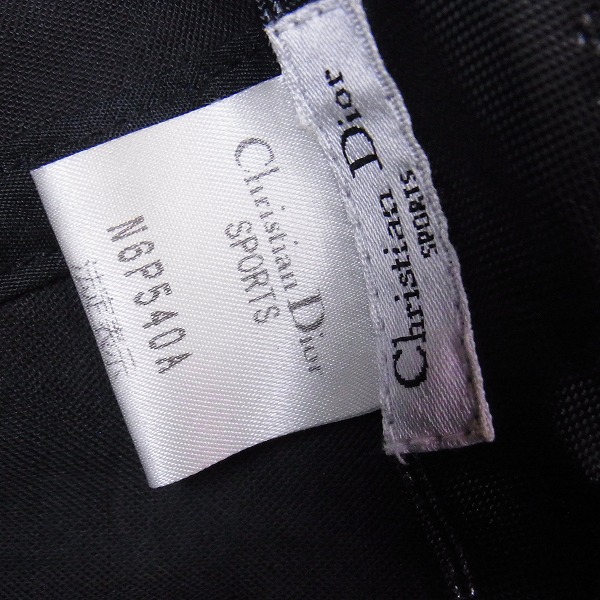 Christian Dior
SPORTS
N6P540A
Christian Dior
SPORTS